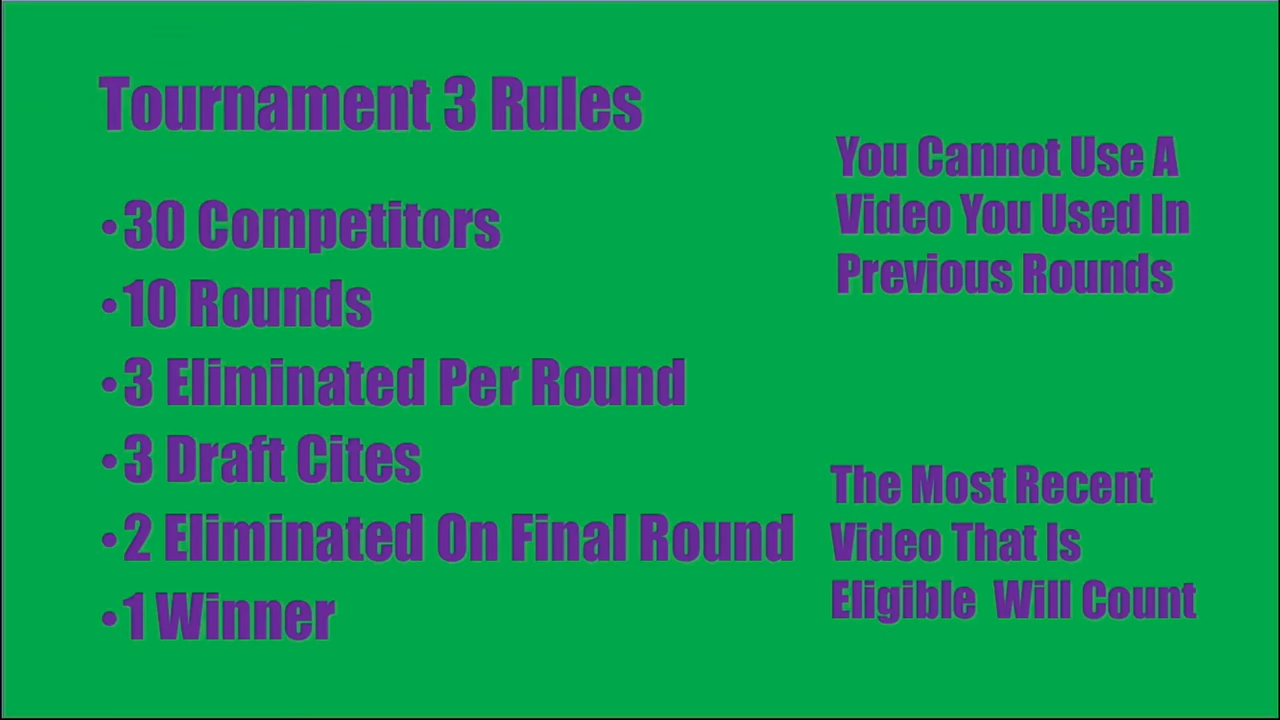 Tournament 3 Rules
•30 Competitors
•10 Rounds
•3 Eliminated Per Round
•3 Draft Cites
•2 Eliminated On Final Round
•1 Winner
You Cannot Use A
Video You Used In
Previous Rounds
The Most Recent
Video That Is
Eligible  Will Count